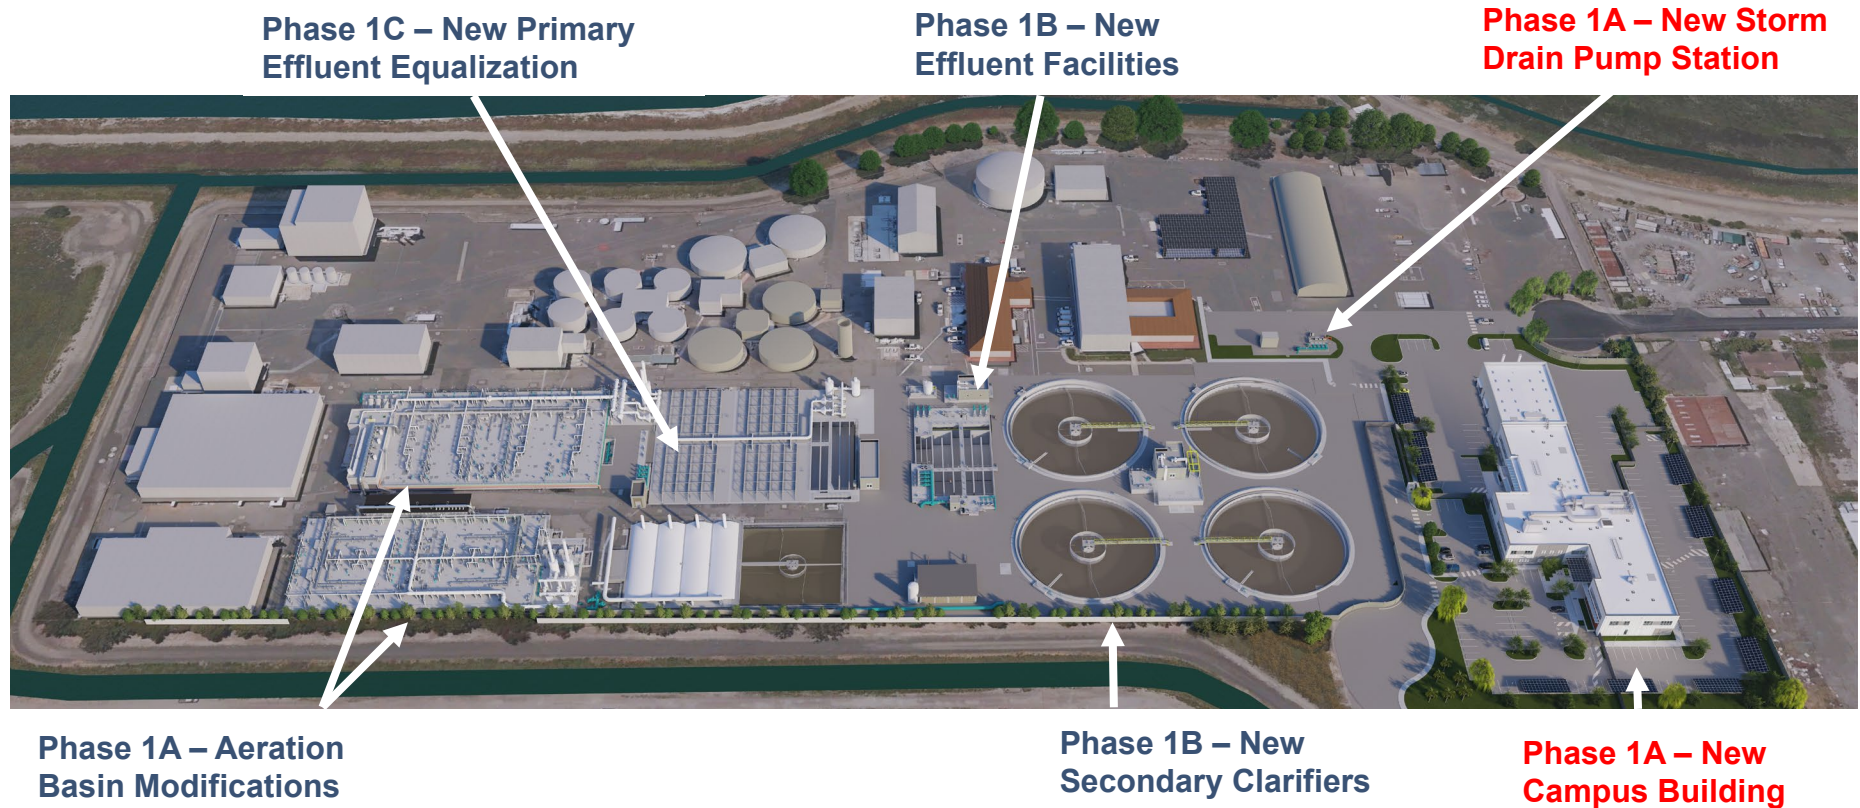 Phase 1C – New Primary
Effluent Equalization
Phase 1B – New
Effluent Facilities
Phase 1A – New Storm
Drain Pump Station
Phase 1A – Aeration
Basin Modifications
Phase 1B – New
Secondary Clarifiers
Phase 1A – New
Campus Building